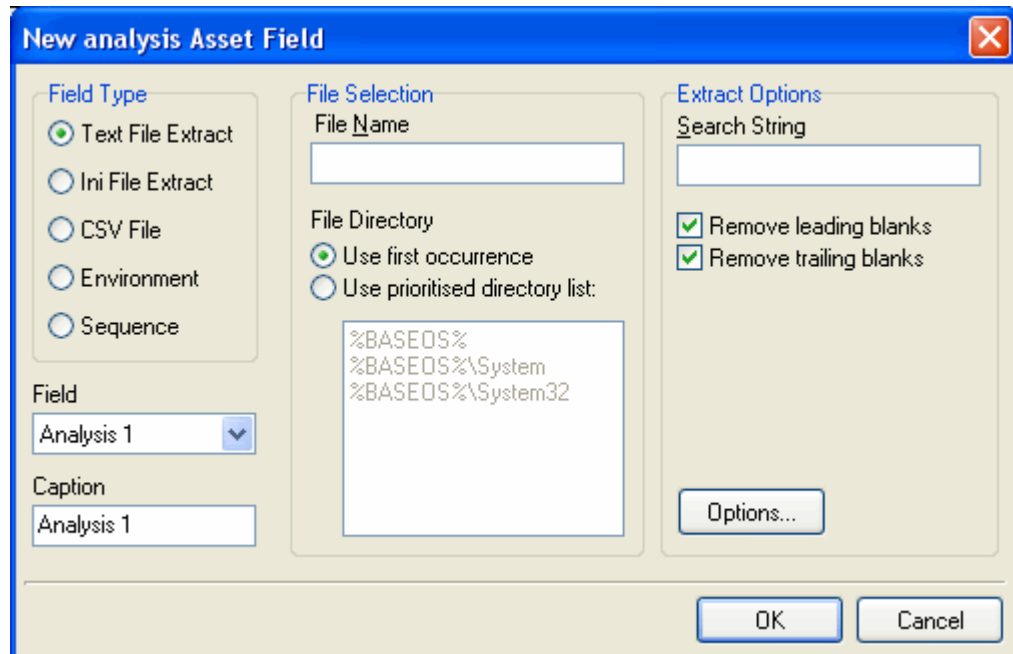 New analysis Asset Field
Field Type
Text File Extract
Ini File Extract
CSV File
Environment
Sequence
Field
Analysis 1
Caption
Analysis 1
File Selection
File Name
File Directory
Use first occurrence
Use prioritised directory list:
%BASEOS%
%BASEOS%\System
%BASEOS%\System32
Extract Options
Search String
Remove leading blanks
Remove trailing blanks
Options...
OK
Cancel